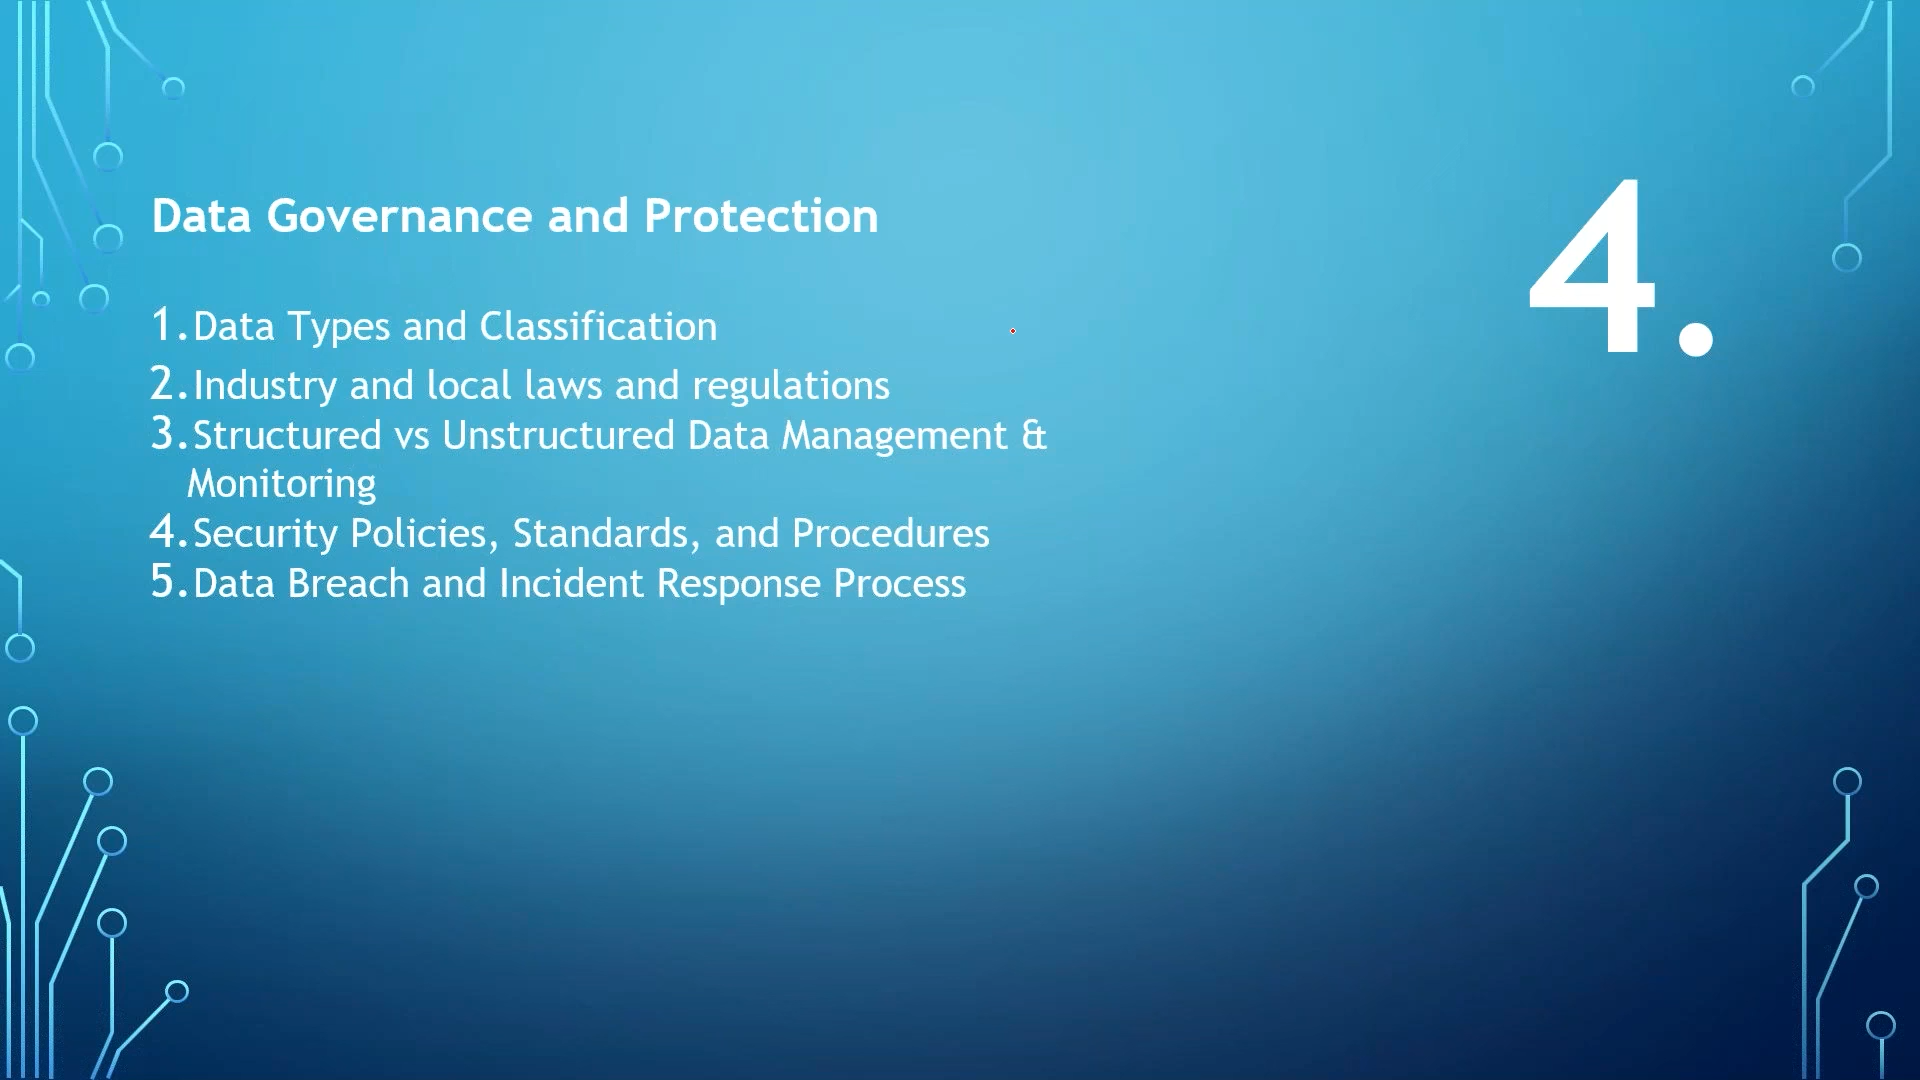 Data Governance and Protection
4.
1.Data Types and Classification
2.Industry and local laws and regulations
3.Structured vs Unstructured Data Management &
Monitoring
4.Security Policies, Standards, and Procedures
5.Data Breach and Incident Response Process